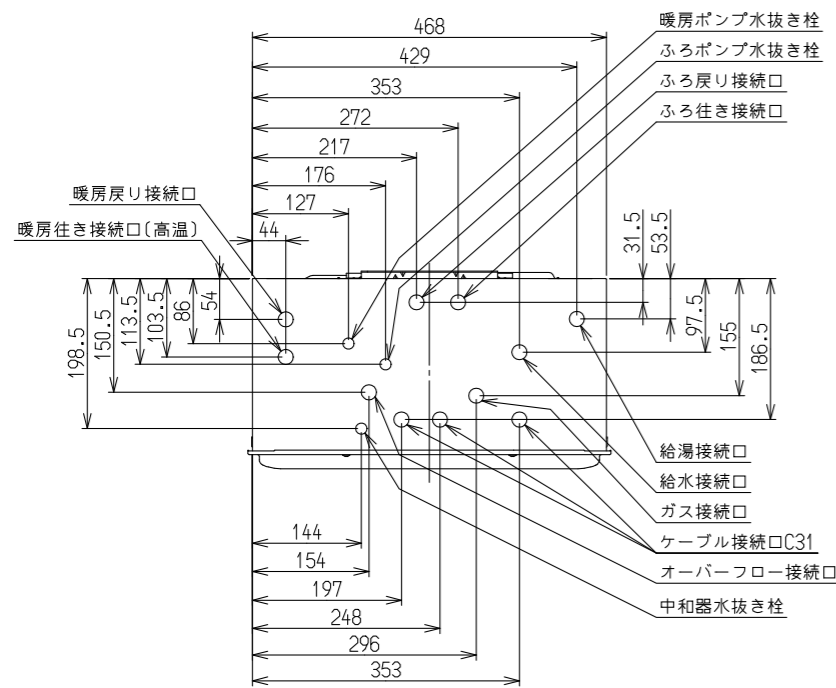 468
429
353
272
217
176
127
44
暖房ポンプ水抜き栓
ふろポンプ水抜き栓
ふろ戻り接続口
ふろ往き接続口
暖房戻り接続口
暖房往き接続口(高温)
198.5
150.5
113.5
103.5
86
54
31.5
53.5
97.5
155
186.5
給湯接続口
給水接続口
ガス接続口
ケーブル接続口C31
オーバーフロー接続口
中和器水抜き栓
144
154
197
248
296
353